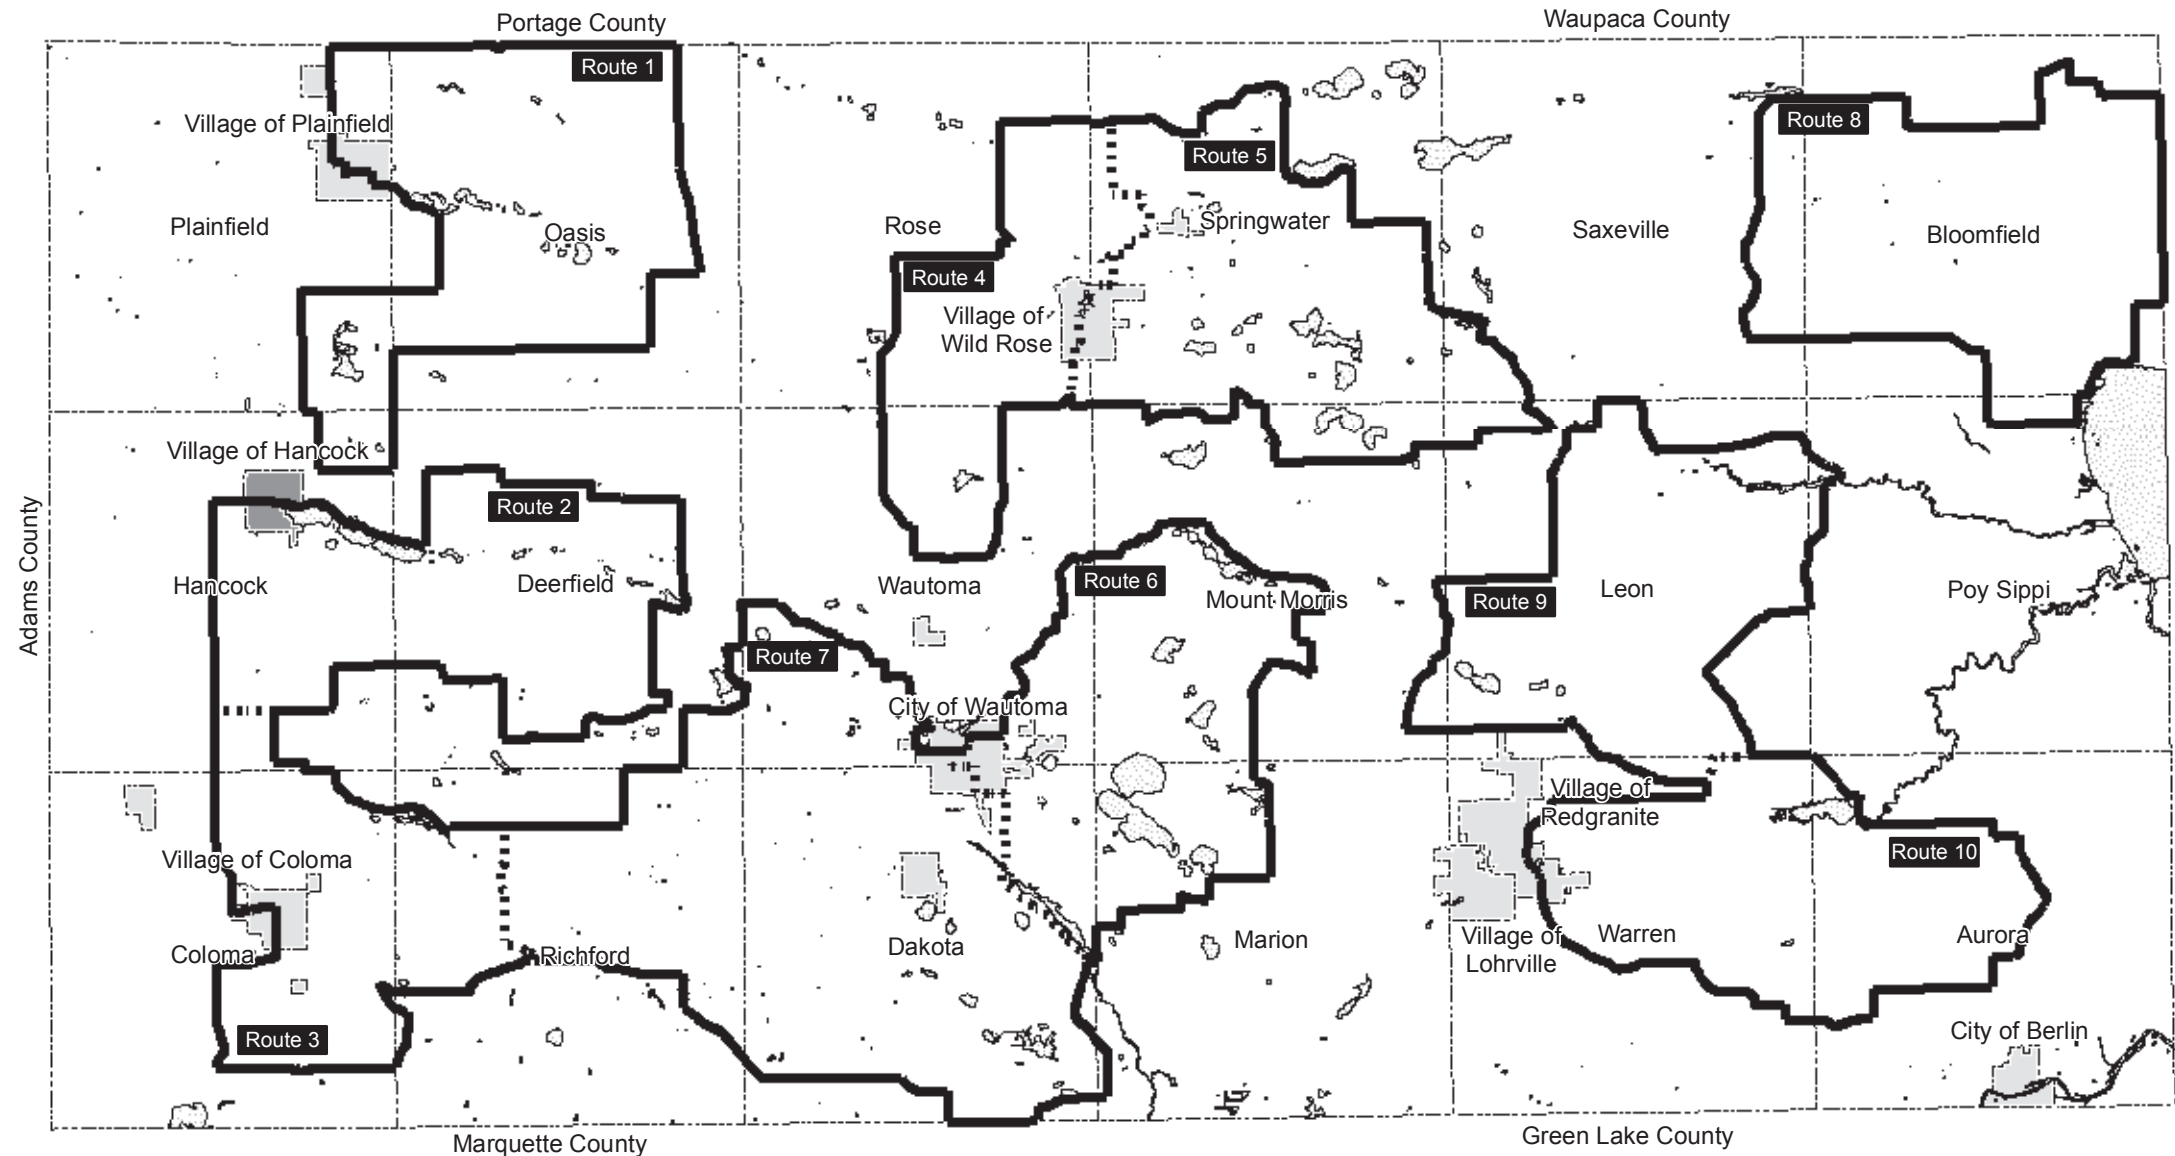 Portage County
Waupaca County
Route 1
Village of Plainfield
Route 8
Route 5
Plainfield
Oasis
Rose
Springwater
Saxeville
Bloomfield
Route 4
Village of
Wild Rose
Village of Hancock
Route 2
Adams County
Hancock
Deerfield
Wautoma
Route 6
Mount Morris
Route 9
Leon
Poy Sippi
Route 7
City of Wautoma
Village of
Redgranite
Village of Coloma
Route 10
Coloma
Richford
Dakota
Marion
Village of
Lohrville
Warren
Aurora
Route 3
City of Berlin
Marquette County
Green Lake County